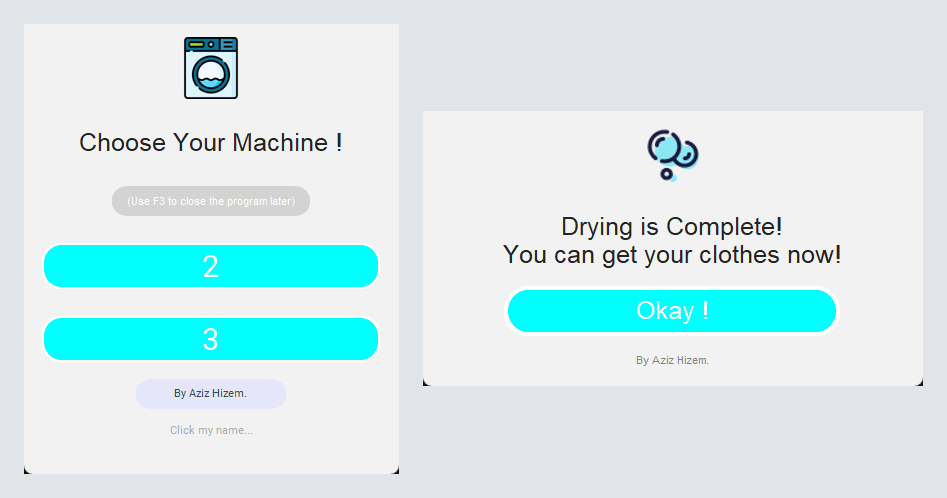 Choose Your Machine !
(Use F3 to close the program later)
2
3
By Aziz Hizem.
Click my name...
Drying is Complete!
You can get your clothes now!
Okay !
By Aziz Hizem.